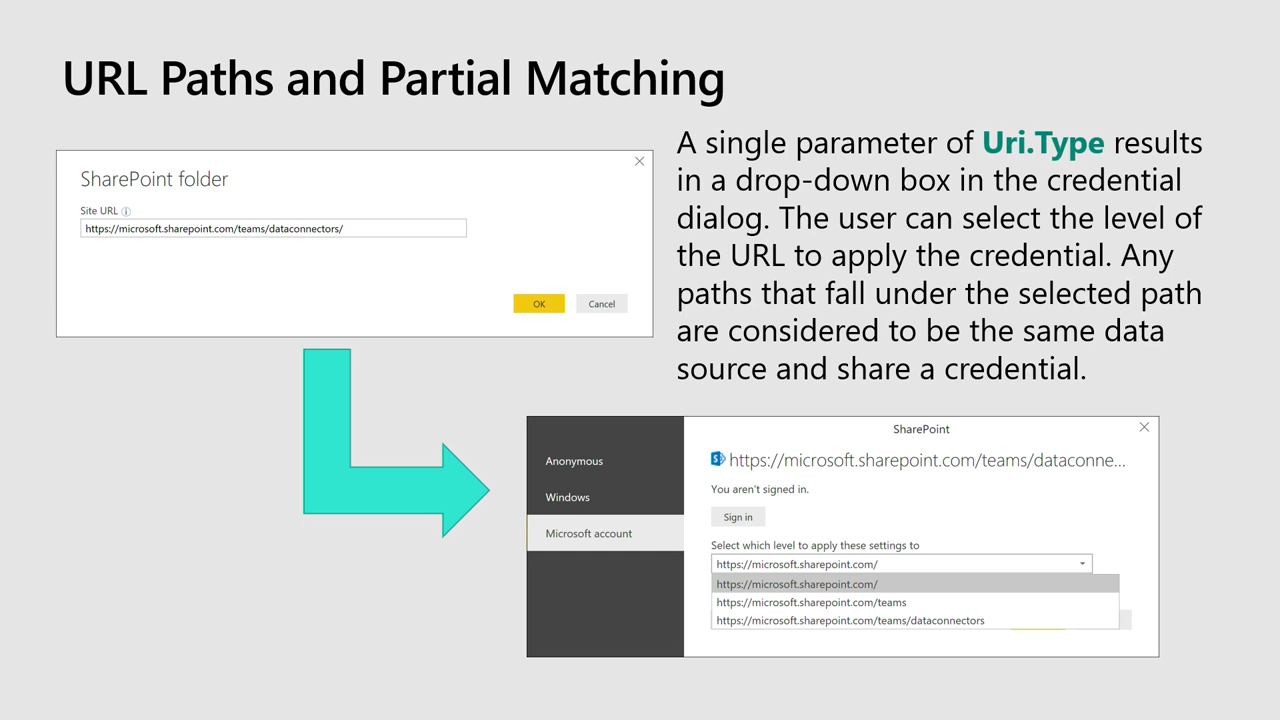 URL Paths and Partial Matching
SharePoint folder
Site URL
https://microsoft.sharepoint.com/teams/dataconnectors/
OK
Cancel
A single parameter of Uri.Type results
in a drop-down box in the credential
dialog. The user can select the level of
the URL to apply the credential. Any
paths that fall under the selected path
are considered to be the same data
source and share a credential.
Anonymous
Windows
Microsoft account
SharePoint
https://microsoft.sharepoint.com/teams/dataconne...
You aren't signed in.
Sign in
Select which level to apply these settings to
https://microsoft.sharepoint.com/
https://microsoft.sharepoint.com/
https://microsoft.sharepoint.com/teams
https://microsoft.sharepoint.com/teams/dataconnectors